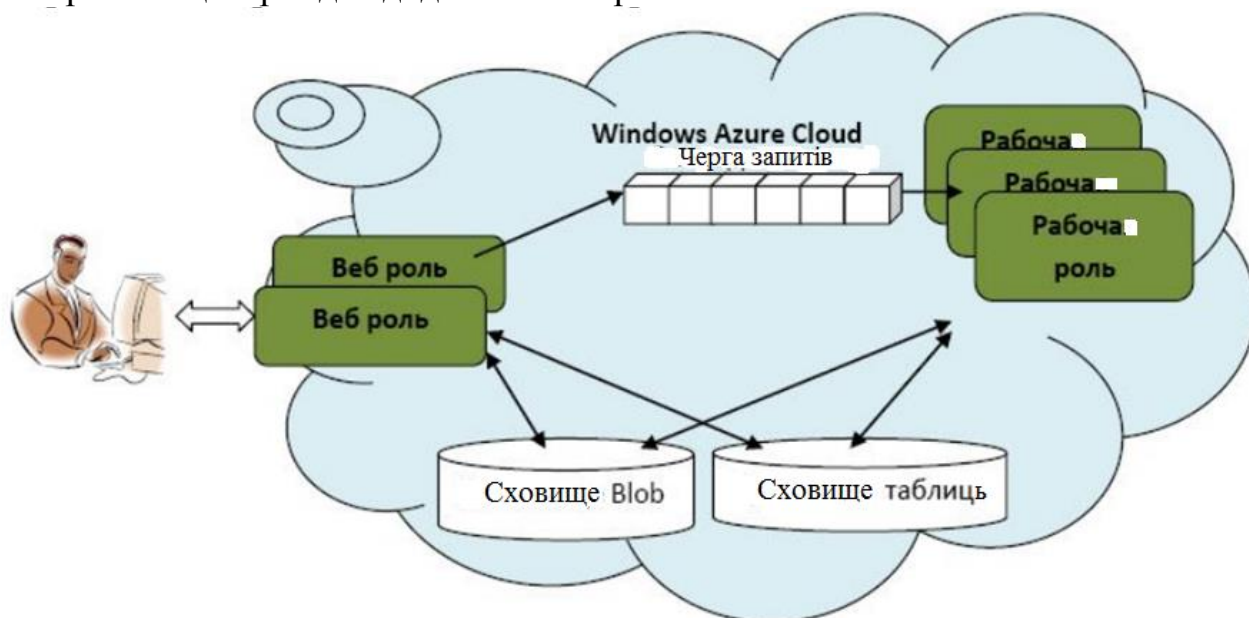 Windows Azure Cloud
Черга запитів
Рабоча
Рабоча
Рабоча
роль
Веб роль
Веб роль
Сховище Blob
Сховище таблиць